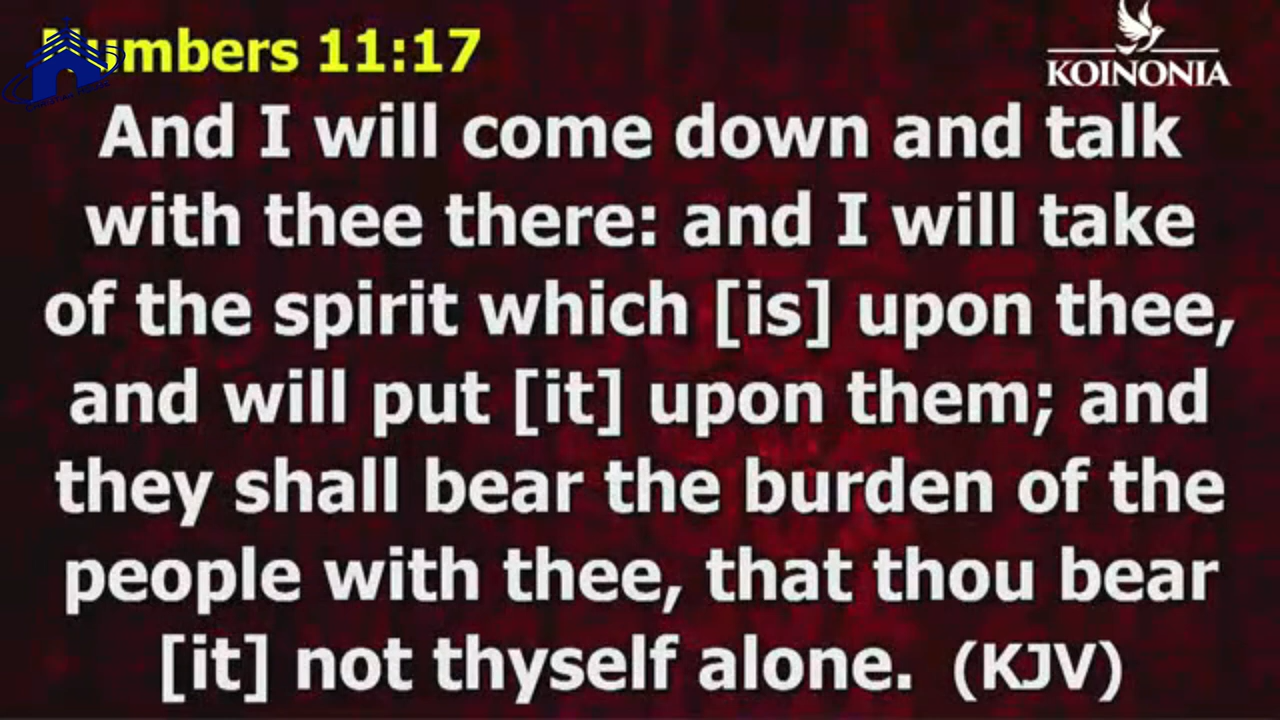 Numbers 11:17
KOINONIA
And I will come down and talk
with thee there: and I will take
of the spirit which [is] upon thee,
and will put [it] upon them; and
they shall bear the burden of the
people with thee, that thou bear
[it] not thyself alone. (KJV)